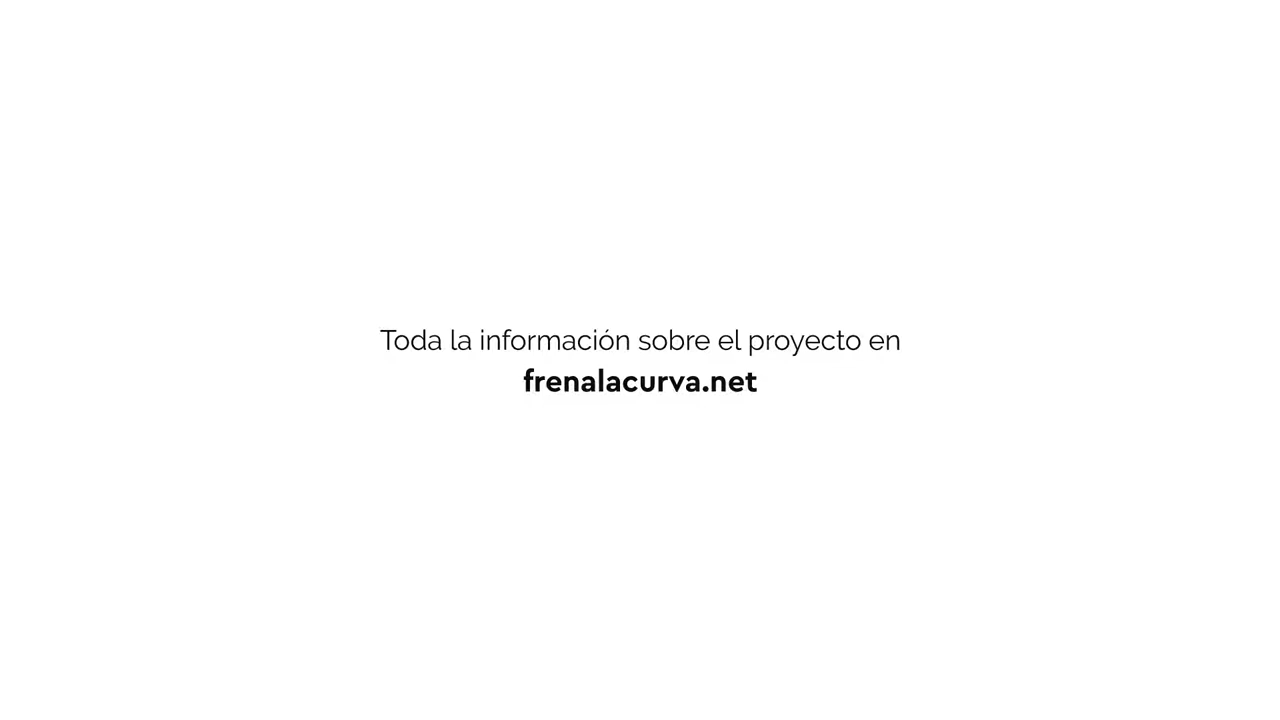 Toda la información sobre el proyecto en
frenalacurva.net